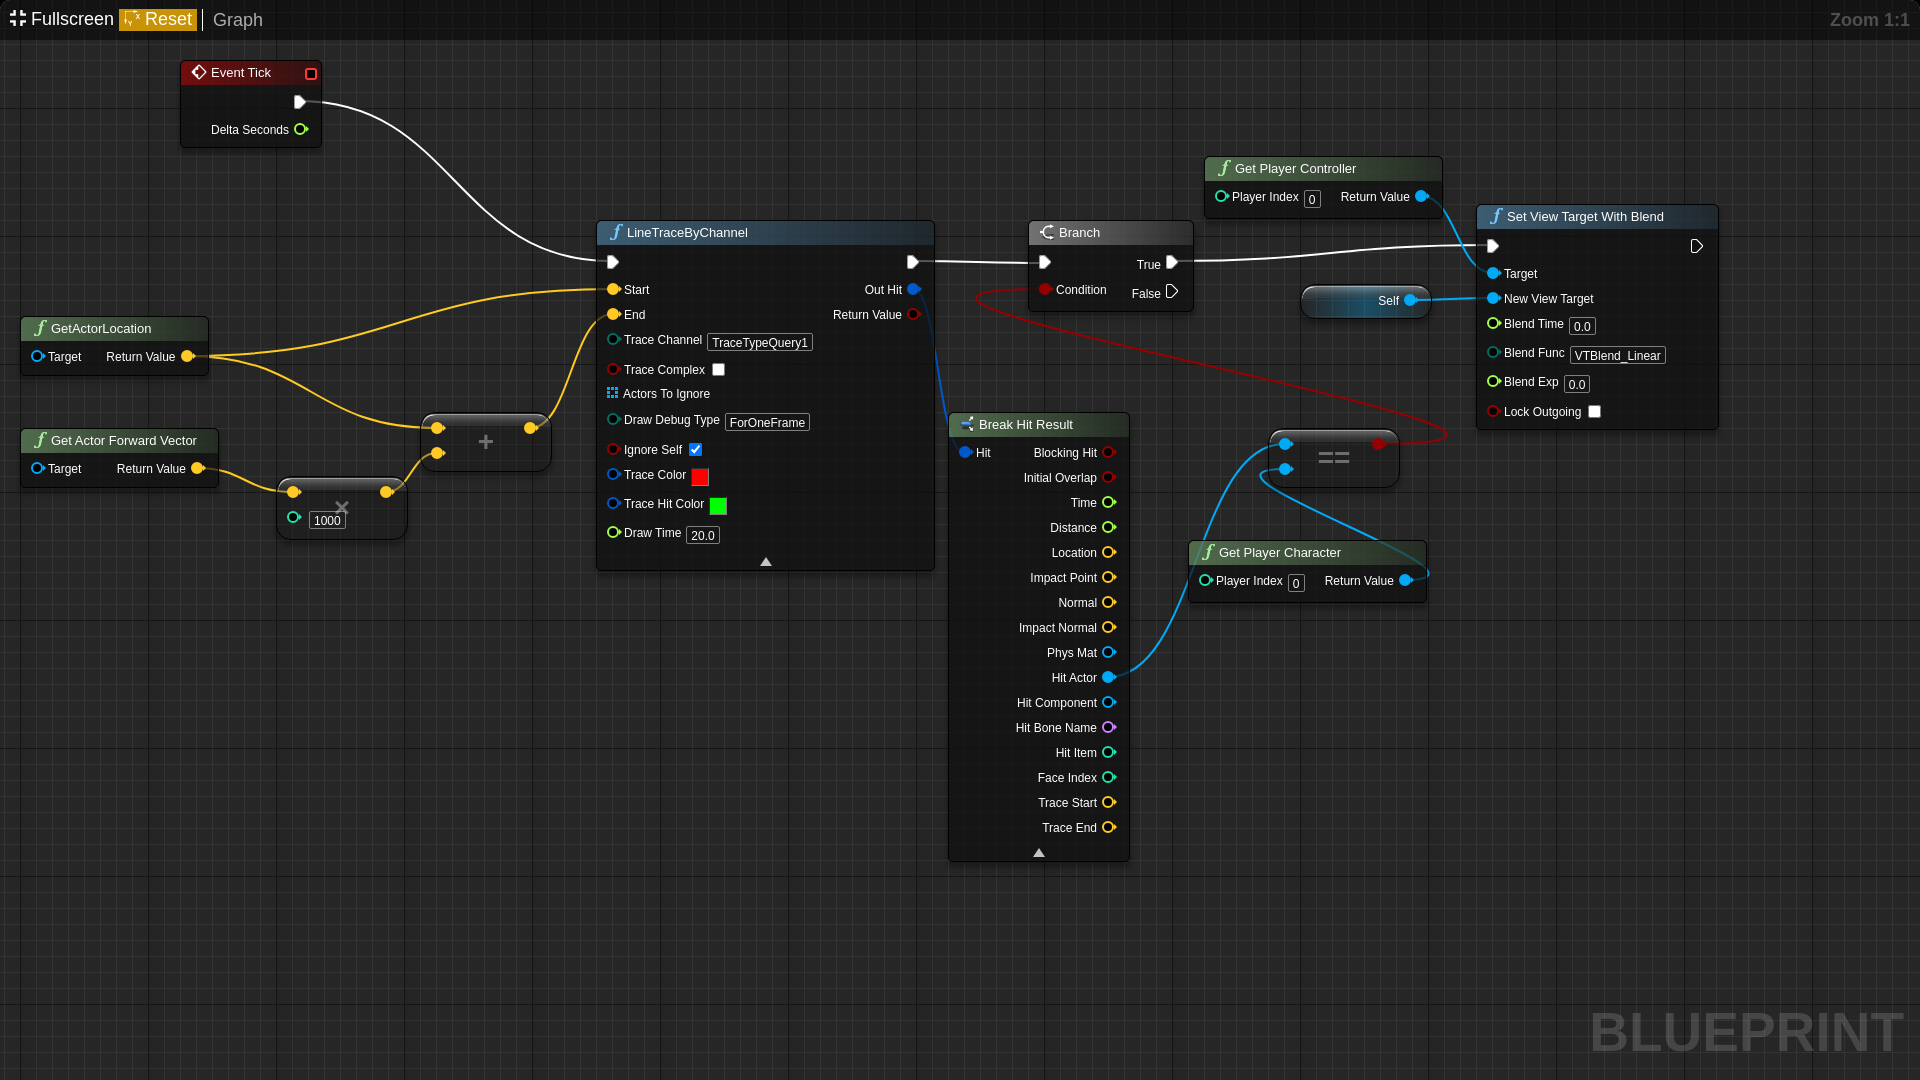 Fullscreen Reset Graph Zoom 1:1
Event Tick
Delta Seconds
GetActorLocation
Target Return Value
Get Actor Forward Vector
Target Return Value
×
1000
+
LineTraceByChannel
Start Out Hit
End Return Value
Trace Channel TraceTypeQuery1
Trace Complex
Actors To Ignore
Draw Debug Type ForOneFrame
Ignore Self
Trace Color
Trace Hit Color
Draw Time 20.0
Branch
True
Condition False
Break Hit Result
Hit Blocking Hit
Initial Overlap
Time
Distance
Location
Impact Point
Normal
Impact Normal
Phys Mat
Hit Actor
Hit Component
Hit Bone Name
Hit Item
Face Index
Trace Start
Trace End
Get Player Controller
Player Index 0 Return Value
Self
==
Get Player Character
Player Index 0 Return Value
Set View Target With Blend
Target
New View Target
Blend Time 0.0
Blend Func VTBlend_Linear
Blend Exp 0.0
Lock Outgoing
BLUEPRINT